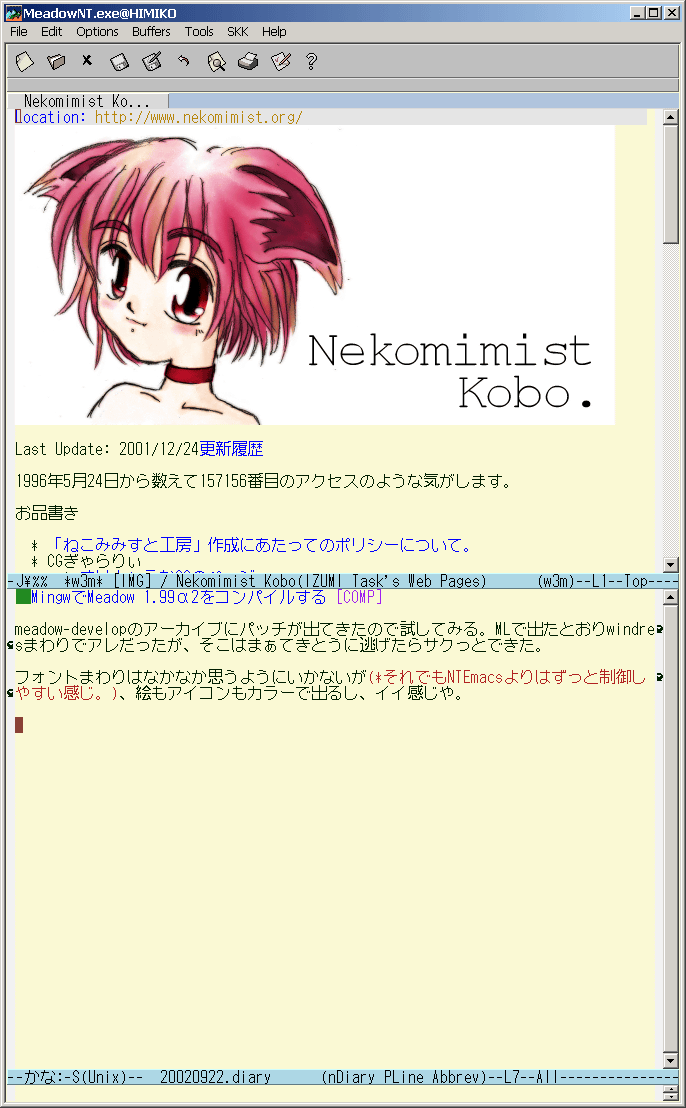 MeadowNT.exe@HIMIKO
File Edit Options Buffers Tools SKK Help
Nekomimist Ko...
location: http://www.nekomimist.org/
Nekomimist
Kobo.
Last Update: 2001/12/24更新履歴
1996年5月24日から数えて157156番目のアクセスのような気がします。
お品書き
* 「ねこみみすと工房」作成にあたってのポリシーについて。
* CGぎゃらりぃ
-J¥%% *w3m* [IMG] / Nekomimist Kobo(IZUMI Task's Web Pages) (w3m)--L1--Top----
MingwでMeadow 1.99α2をコンパイルする [COMP]
meadow-developのアーカイブにパッチが出てきたので試してみる。MLで出たとおりwindre
sまわりでアレだったが、そこはまぁてきとうに逃げたらサクっとできた。
フォントまわりはなかなか思うようにいかないが(*それでもNTEmacsよりはずっと制御し
やすい感じ。)、絵もアイコンもカラーで出るし、イイ感じや。
--かな:-S(Unix)-- 20020922.diary (nDiary PLine Abbrev)--L7--All---------------